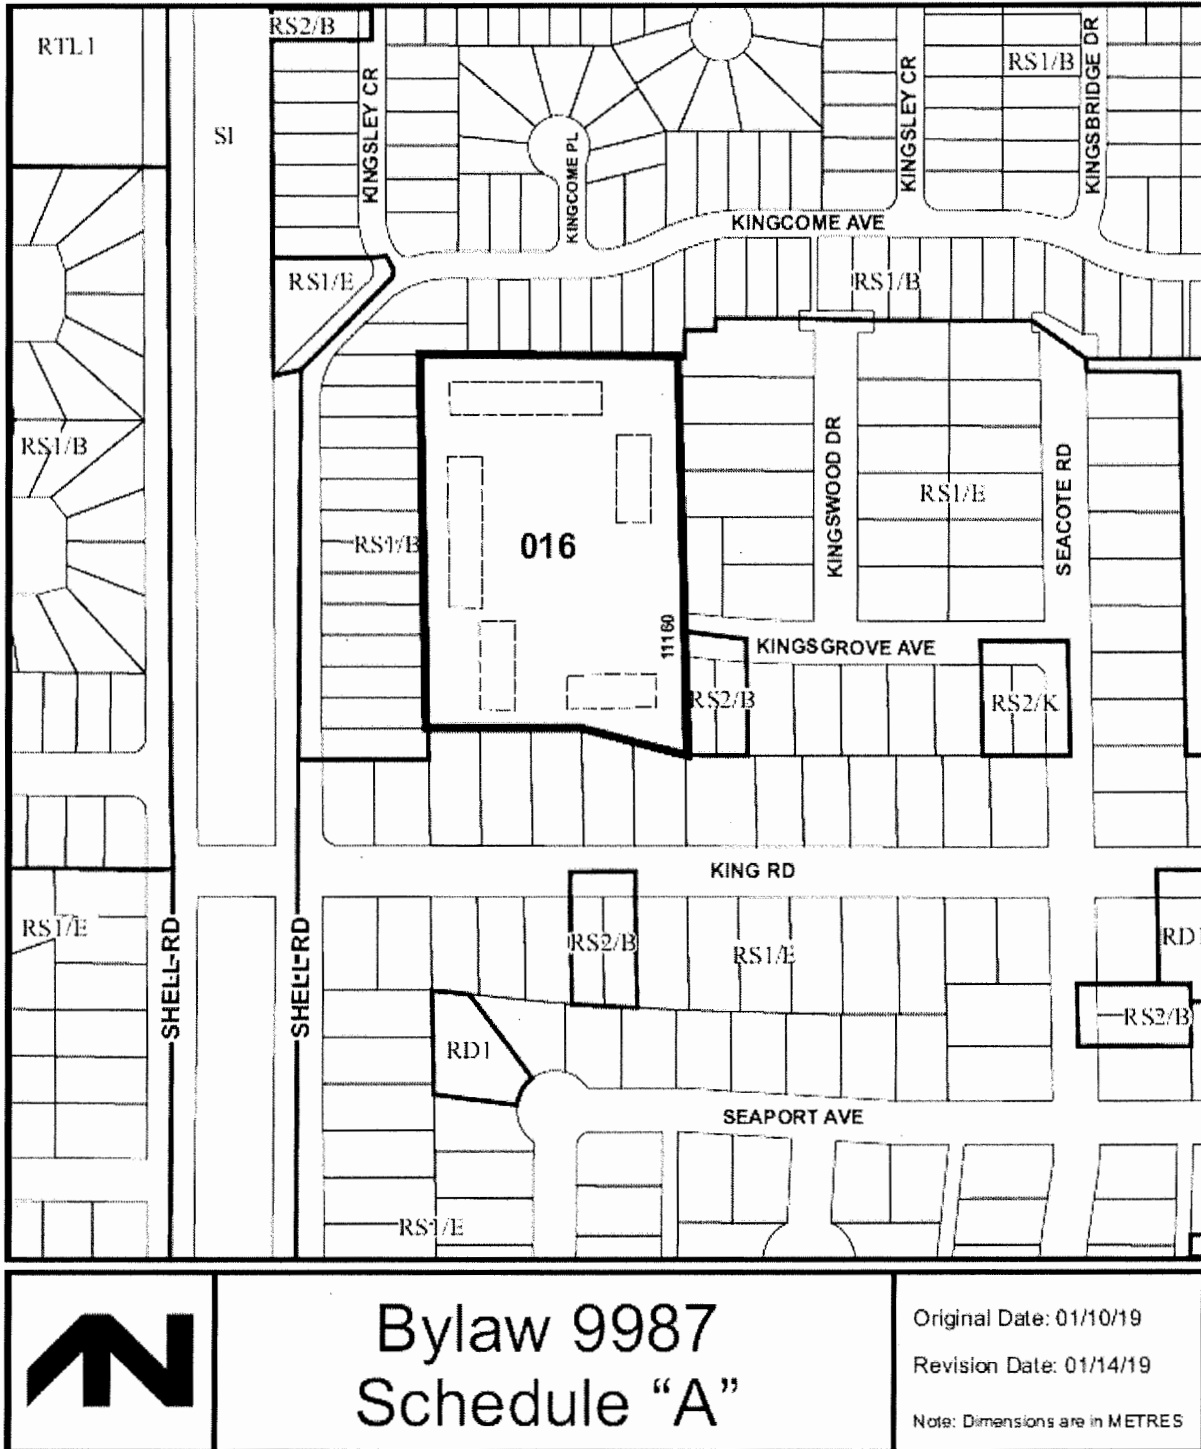 RTL1
RS2/B
SI
KINGSLEY CR
KINGCOME PL
KINGSLEY CR
RS1/B
KINGSBRIDGE DR
KINGCOME AVE
RS1/E
RS1/B
RS1/B
RS1/B
016
11160
KINGSWOOD DR
RS1/E
SEACOTE RD
KINGSGROVE AVE
RS2/B
RS2/K
KING RD
RS1/E
SHELL RD
SHELL RD
RS2/B
RS1/E
RD1
RS2/B
RD1
SEAPORT AVE
RS1/E
Bylaw 9987
Schedule “A”
Original Date: 01/10/19
Revision Date: 01/14/19
Note: Dimensions are in METRES